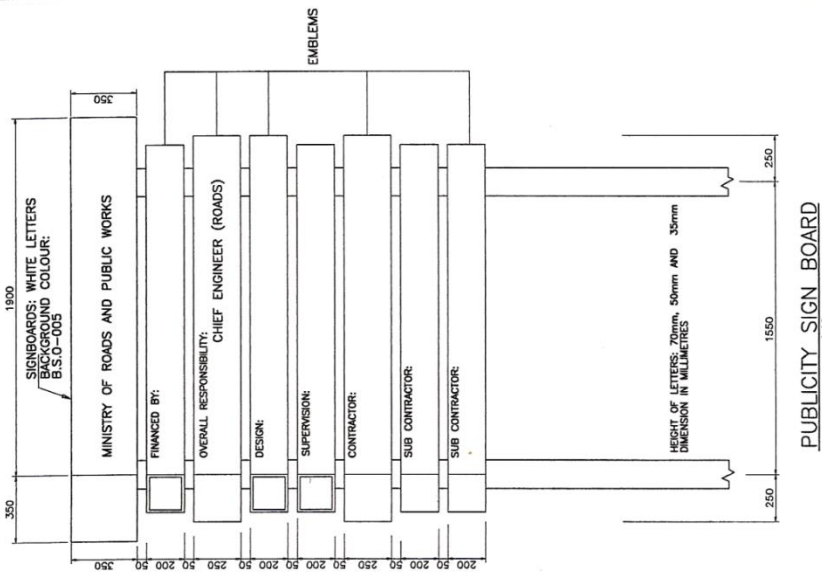 1900
350
350
SIGNBOARDS: WHITE LETTERS
BACKGROUND COLOUR:
B.S.O-005
EMBLEMS
350
MINISTRY OF ROADS AND PUBLIC WORKS
50
200
FINANCED BY:
50
250
OVERALL RESPONSIBILITY:
CHIEF ENGINEER (ROADS)
50
200
DESIGN:
50
200
SUPERVISION:
50
250
CONTRACTOR:
50
200
SUB CONTRACTOR:
50
200
SUB CONTRACTOR:
HEIGHT OF LETTERS: 70mm, 50mm AND 35mm
DIMENSION IN MILLIMETRES
250
1550
250
PUBLICITY SIGN BOARD